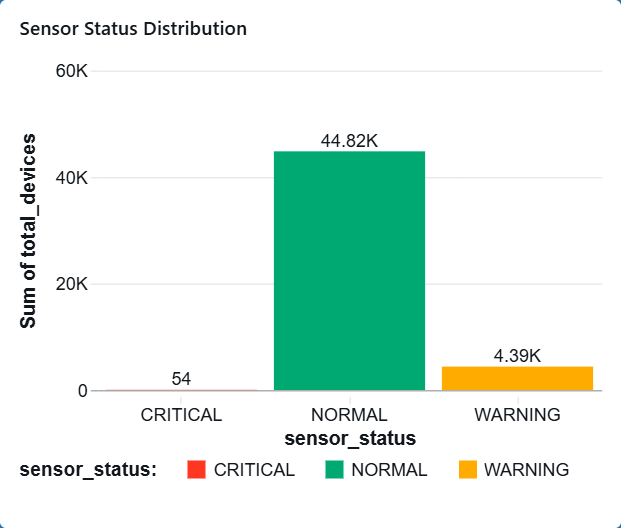 Sensor Status Distribution
60K
44.82K
40K
Sum of total_devices
20K
4.39K
54
0
CRITICAL NORMAL WARNING
sensor_status
sensor_status: CRITICAL NORMAL WARNING